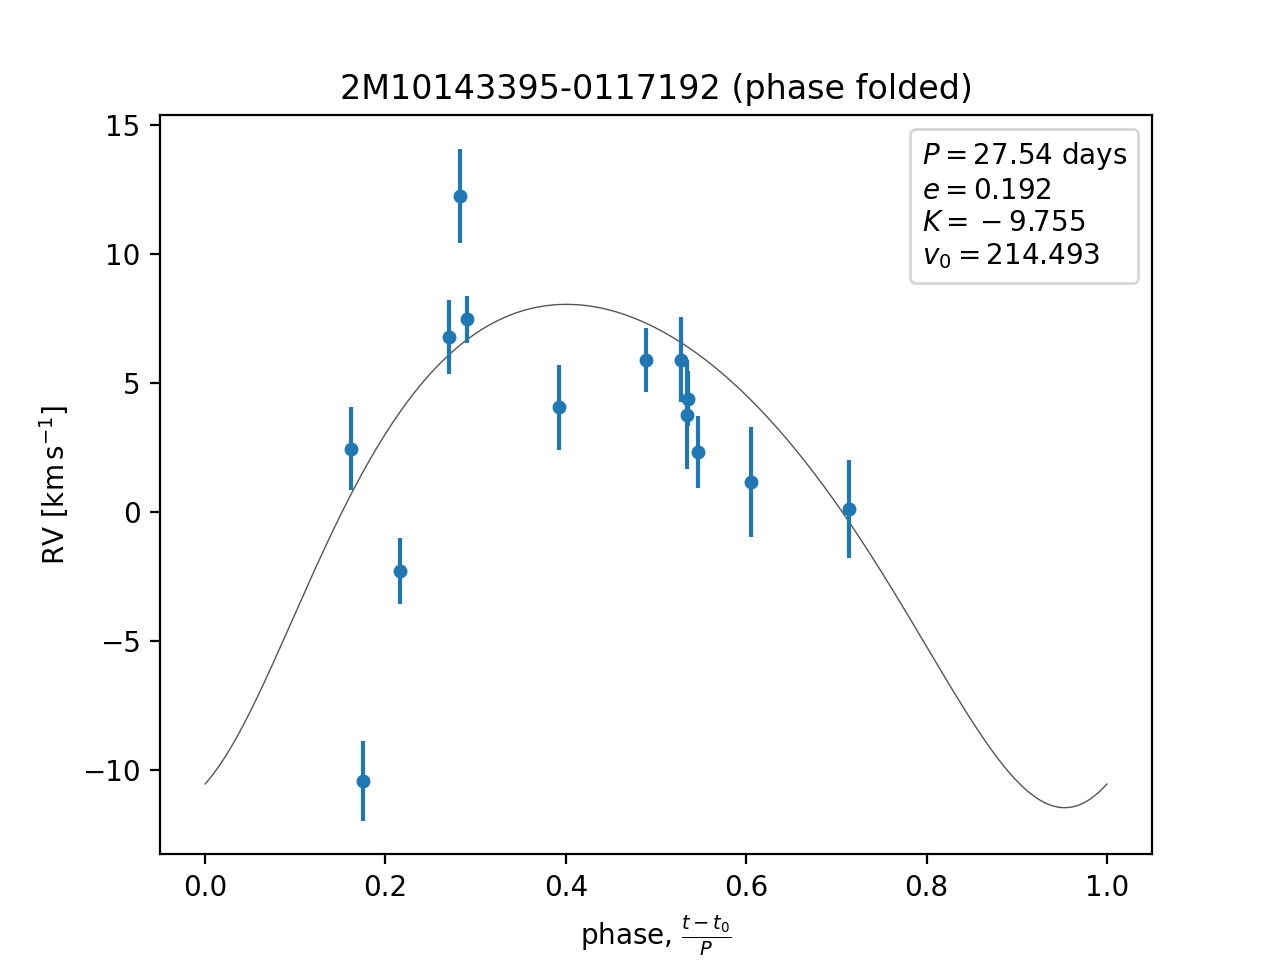 2M10143395-0117192 (phase folded)
15
10
5
0
−5
−10
RV [km s⁻¹]
P = 27.54 days
e = 0.192
K = −9.755
v₀ = 214.493
0.0 0.2 0.4 0.6 0.8 1.0
phase, (t − t₀)/P